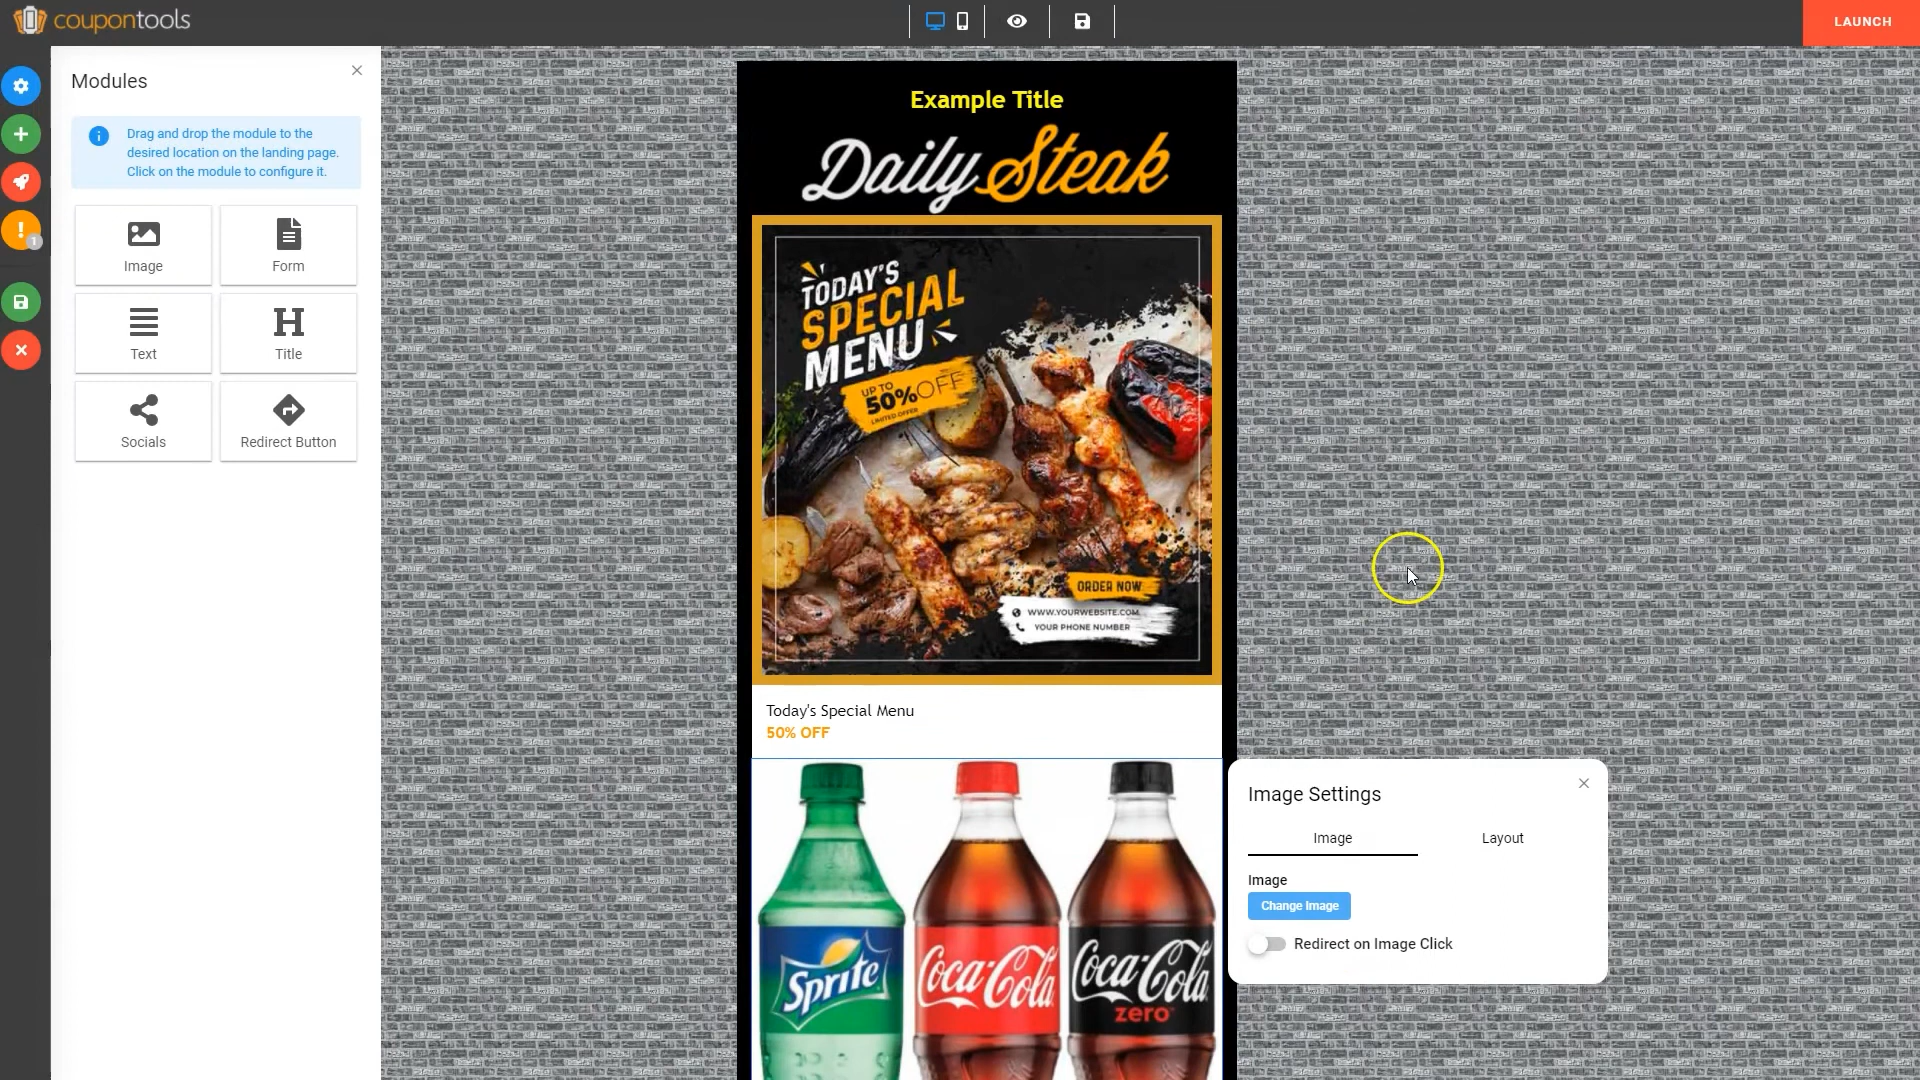 coupontools
LAUNCH
Modules
Drag and drop the module to the
desired location on the landing page.
Click on the module to configure it.
1
Image
Form
Text
Title
Socials
Redirect Button
Example Title
Daily Steak
TODAY'S
SPECIAL
MENU
UP TO
50% OFF
LIMITED OFFER
ORDER NOW
WWW.YOURWEBSITE.COM
YOUR PHONE NUMBER
Today's Special Menu
50% OFF
Sprite
Coca-Cola
Coca-Cola
zero
Image Settings
Image
Layout
Image
Change Image
Redirect on Image Click